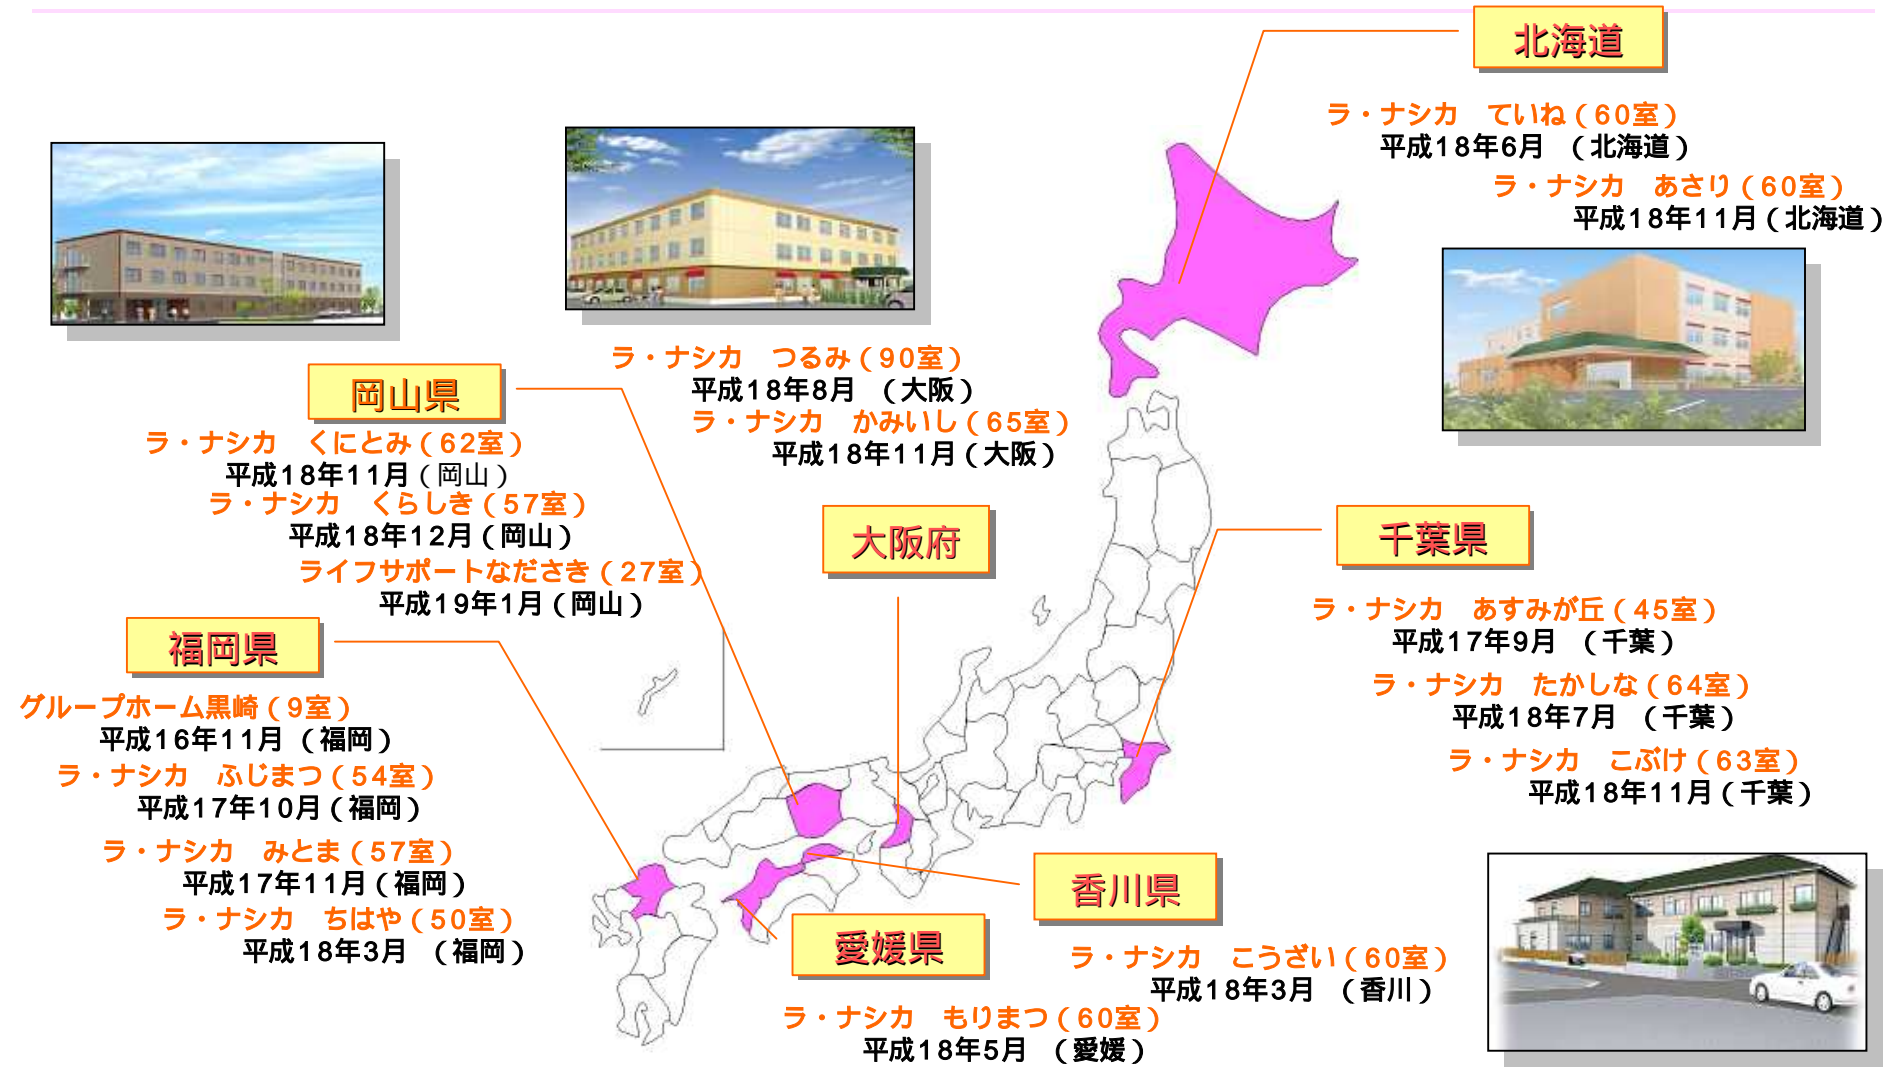 北海道
ラ・ナシカ　ていね（60室）
平成18年6月　（北海道）
ラ・ナシカ　あさり（60室）
平成18年11月（北海道）
ラ・ナシカ　つるみ（90室）
平成18年8月　（大阪）
ラ・ナシカ　かみいし（65室）
平成18年11月（大阪）
大阪府
岡山県
ラ・ナシカ　くにとみ（62室）
平成18年11月（岡山）
ラ・ナシカ　くらしき（57室）
平成18年12月（岡山）
ライフサポートなださき（27室）
平成19年1月（岡山）
千葉県
ラ・ナシカ　あすみが丘（45室）
平成17年9月　（千葉）
ラ・ナシカ　たかしな（64室）
平成18年7月　（千葉）
ラ・ナシカ　こぶけ（63室）
平成18年11月（千葉）
福岡県
グループホーム黒崎（9室）
平成16年11月（福岡）
ラ・ナシカ　ふじまつ（54室）
平成17年10月（福岡）
ラ・ナシカ　みとま（57室）
平成17年11月（福岡）
ラ・ナシカ　ちはや（50室）
平成18年3月　（福岡）
香川県
ラ・ナシカ　こうざい（60室）
平成18年3月　（香川）
愛媛県
ラ・ナシカ　もりまつ（60室）
平成18年5月　（愛媛）